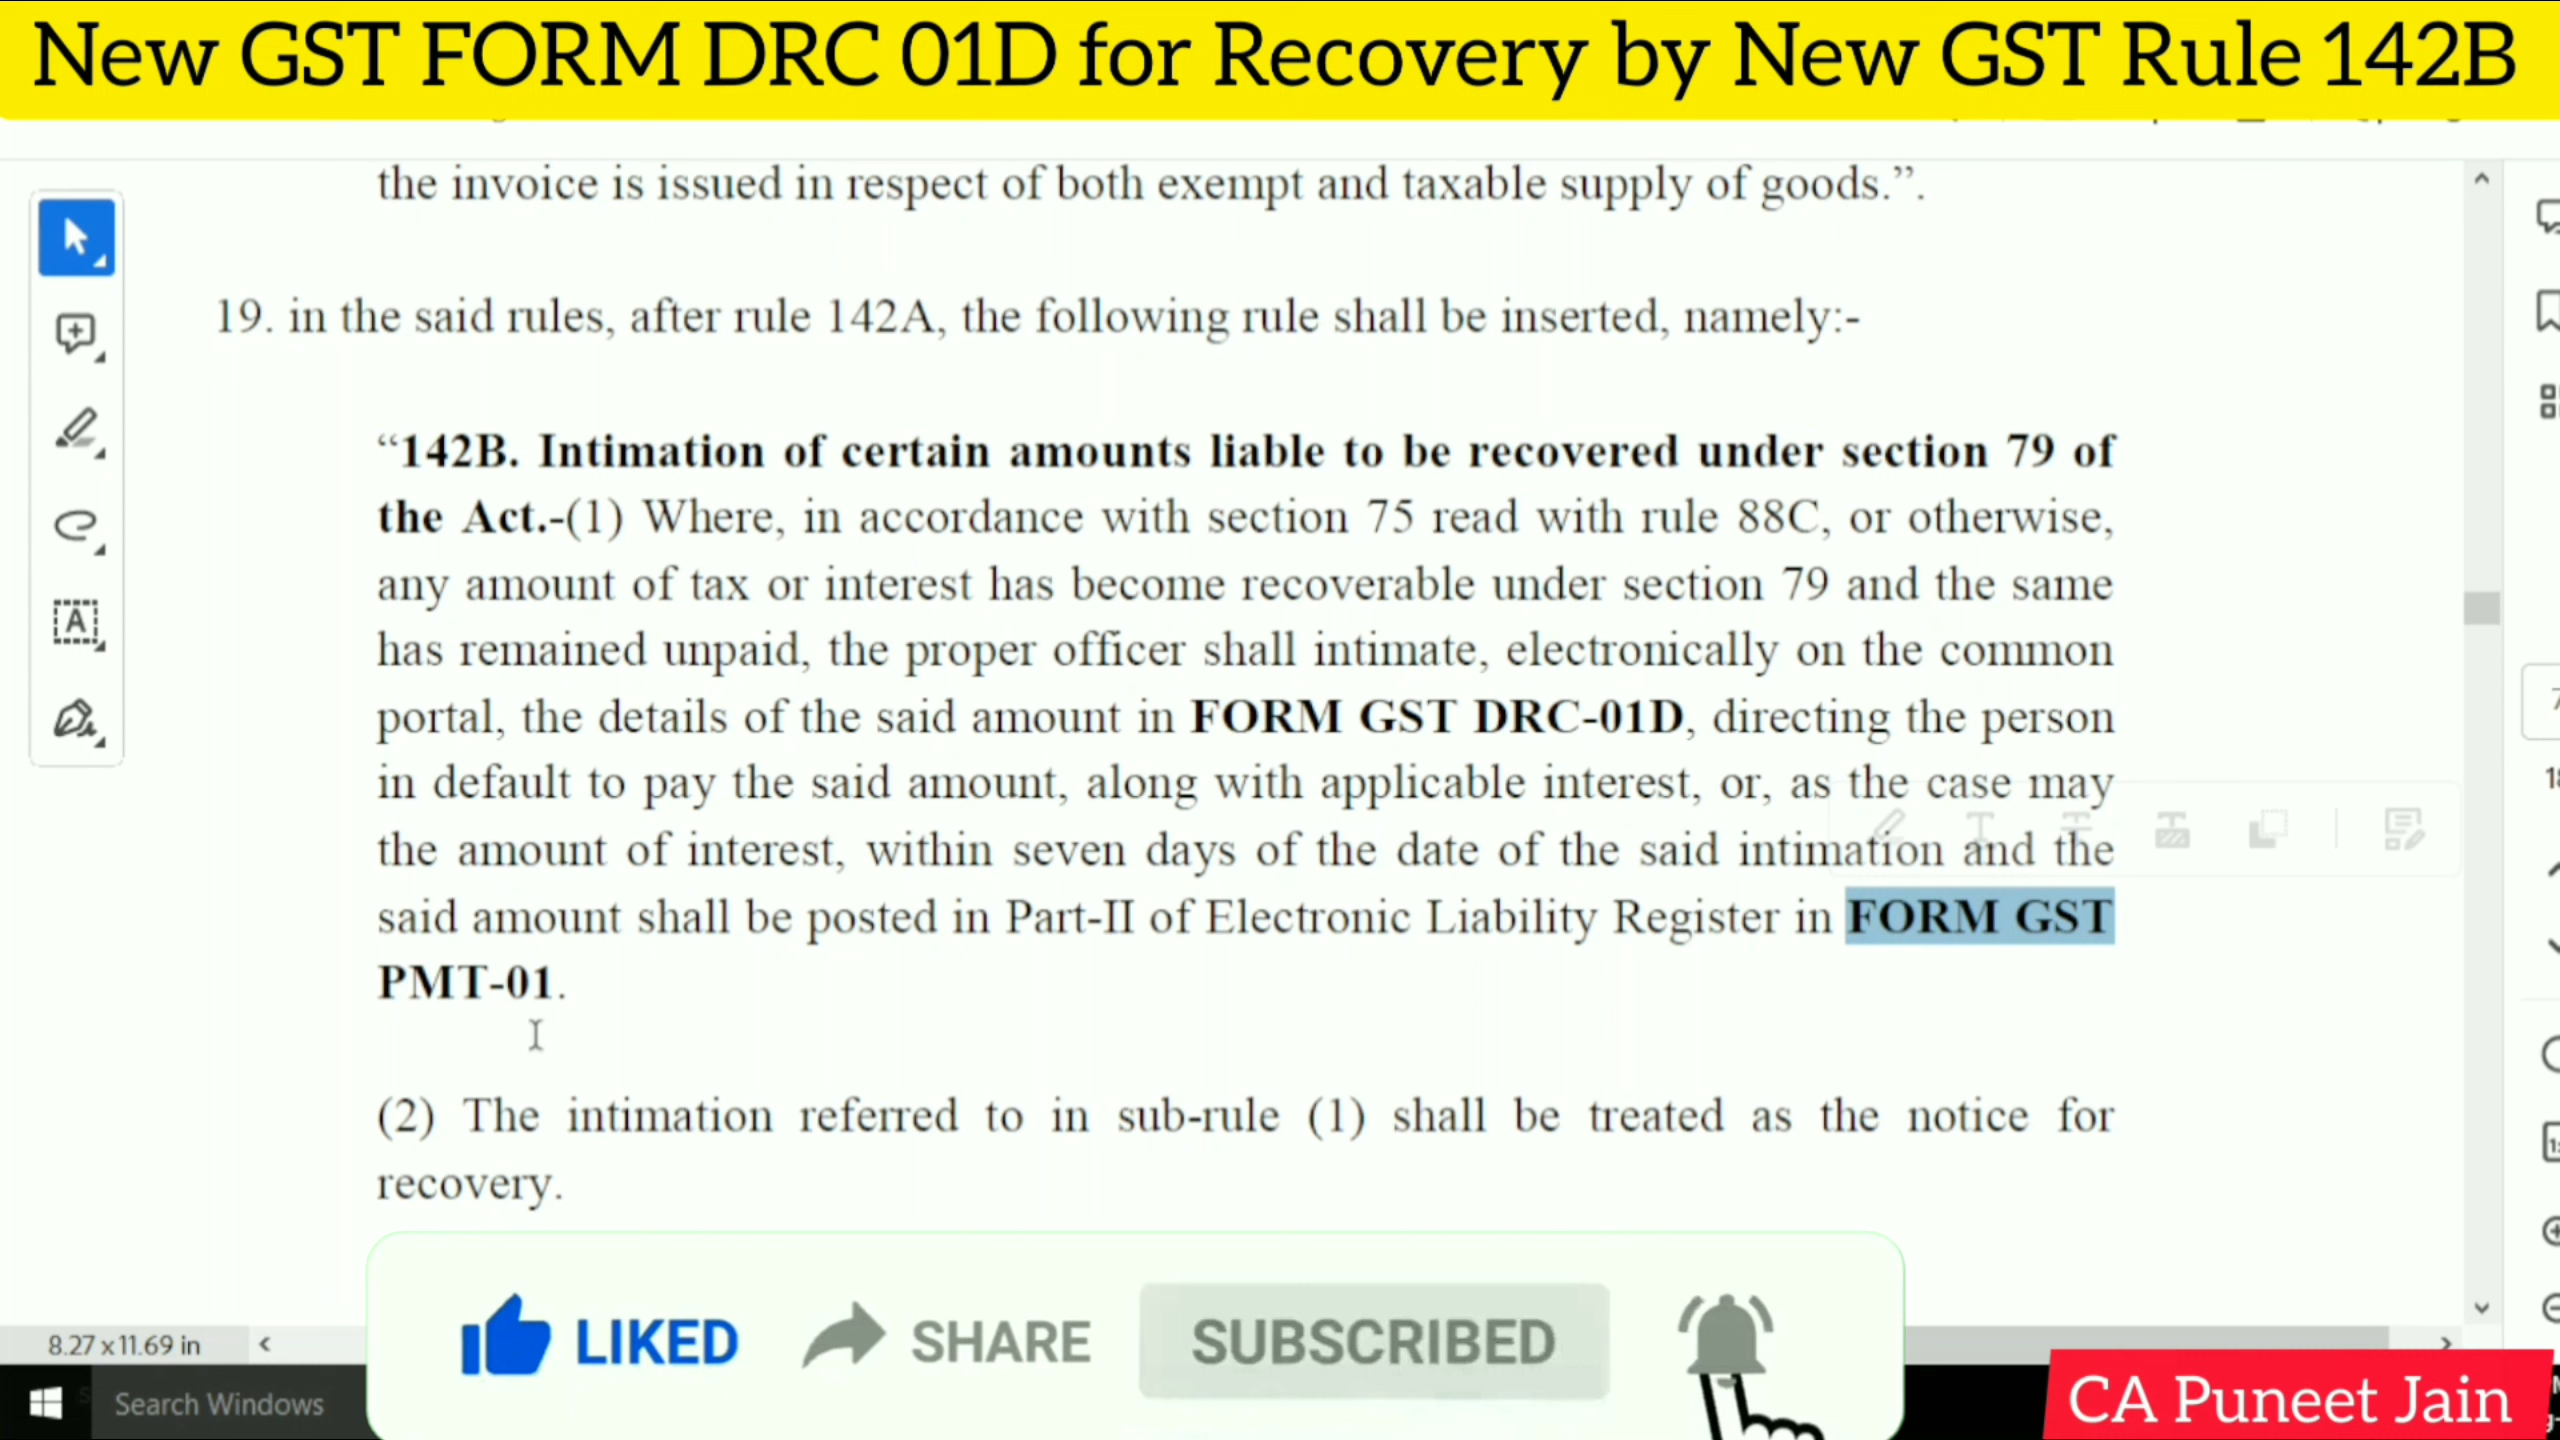 New GST FORM DRC 01D for Recovery by New GST Rule 142B
the invoice is issued in respect of both exempt and taxable supply of goods.”.
19. in the said rules, after rule 142A, the following rule shall be inserted, namely:-
“142B. Intimation of certain amounts liable to be recovered under section 79 of
the Act.-(1) Where, in accordance with section 75 read with rule 88C, or otherwise,
any amount of tax or interest has become recoverable under section 79 and the same
has remained unpaid, the proper officer shall intimate, electronically on the common
portal, the details of the said amount in FORM GST DRC-01D, directing the person
in default to pay the said amount, along with applicable interest, or, as the case may
the amount of interest, within seven days of the date of the said intimation and the
said amount shall be posted in Part-II of Electronic Liability Register in FORM GST
PMT-01.
(2) The intimation referred to in sub-rule (1) shall be treated as the notice for
recovery.
LIKED SHARE SUBSCRIBED
8.27 x 11.69 in
Search Windows
CA Puneet Jain